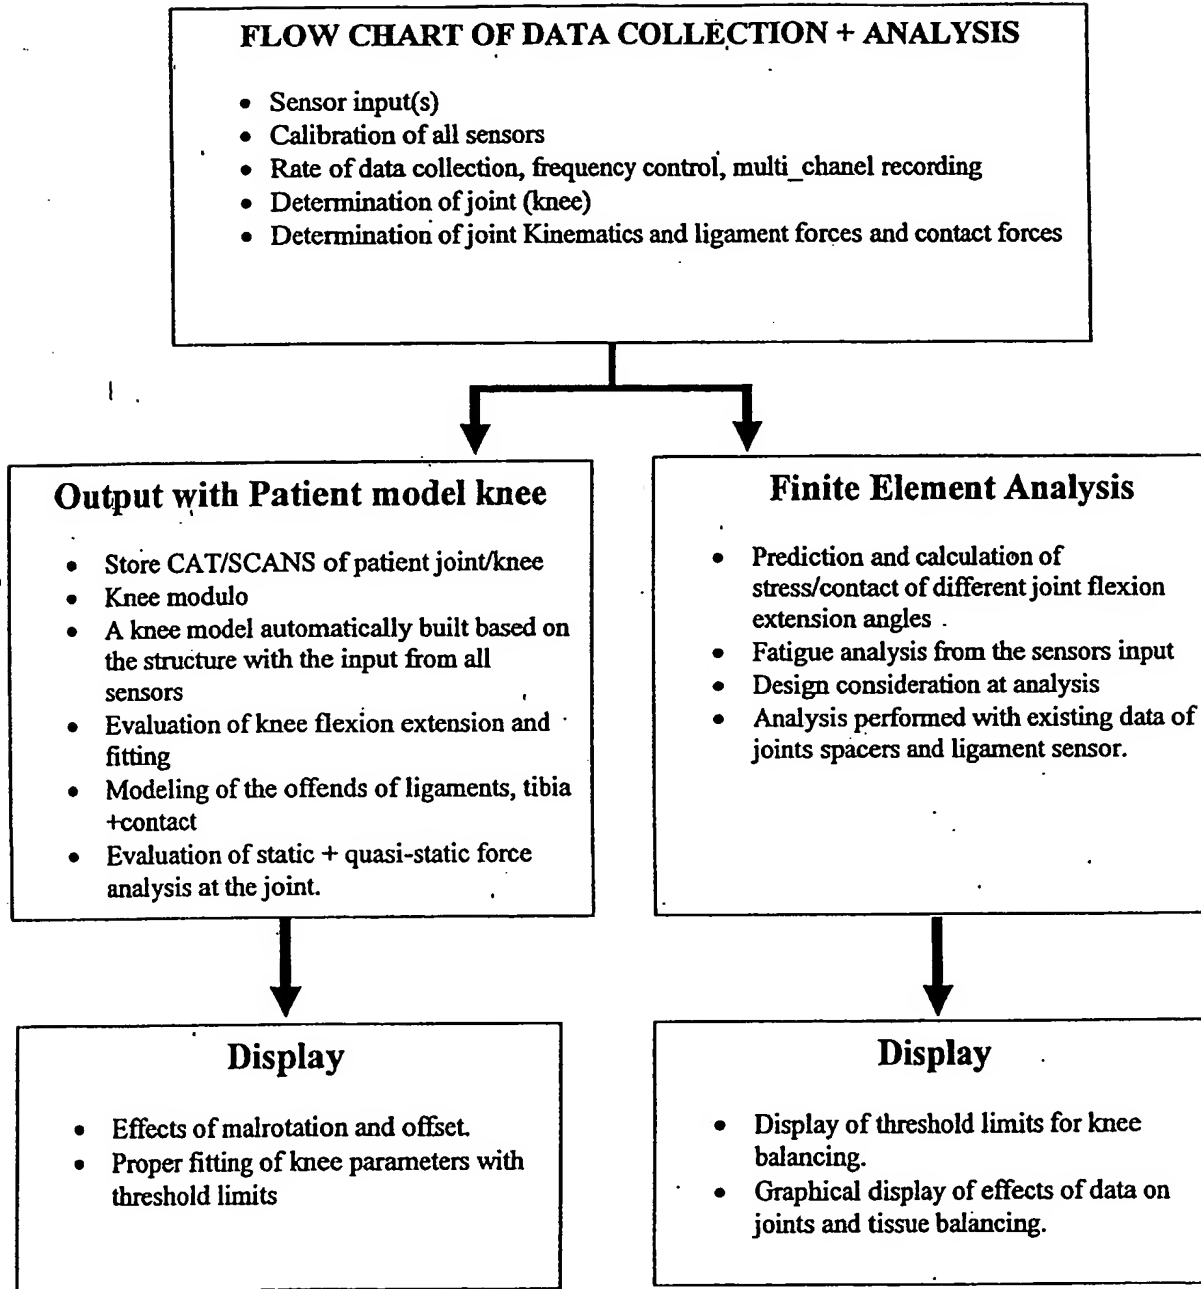 FLOW CHART OF DATA COLLECTION + ANALYSIS
• Sensor input(s)
• Calibration of all sensors
• Rate of data collection, frequency control, multi_chanel recording
• Determination of joint (knee)
• Determination of joint Kinematics and ligament forces and contact forces
Output with Patient model knee
• Store CAT/SCANS of patient joint/knee
• Knee modulo
• A knee model automatically built based on
the structure with the input from all
sensors
• Evaluation of knee flexion extension and
fitting
• Modeling of the offends of ligaments, tibia
+contact
• Evaluation of static + quasi-static force
analysis at the joint.
Finite Element Analysis
• Prediction and calculation of
stress/contact of different joint flexion
extension angles
• Fatigue analysis from the sensors input
• Design consideration at analysis
• Analysis performed with existing data of
joints spacers and ligament sensor.
Display
• Effects of malrotation and offset.
• Proper fitting of knee parameters with
threshold limits
Display
• Display of threshold limits for knee
balancing.
• Graphical display of effects of data on
joints and tissue balancing.